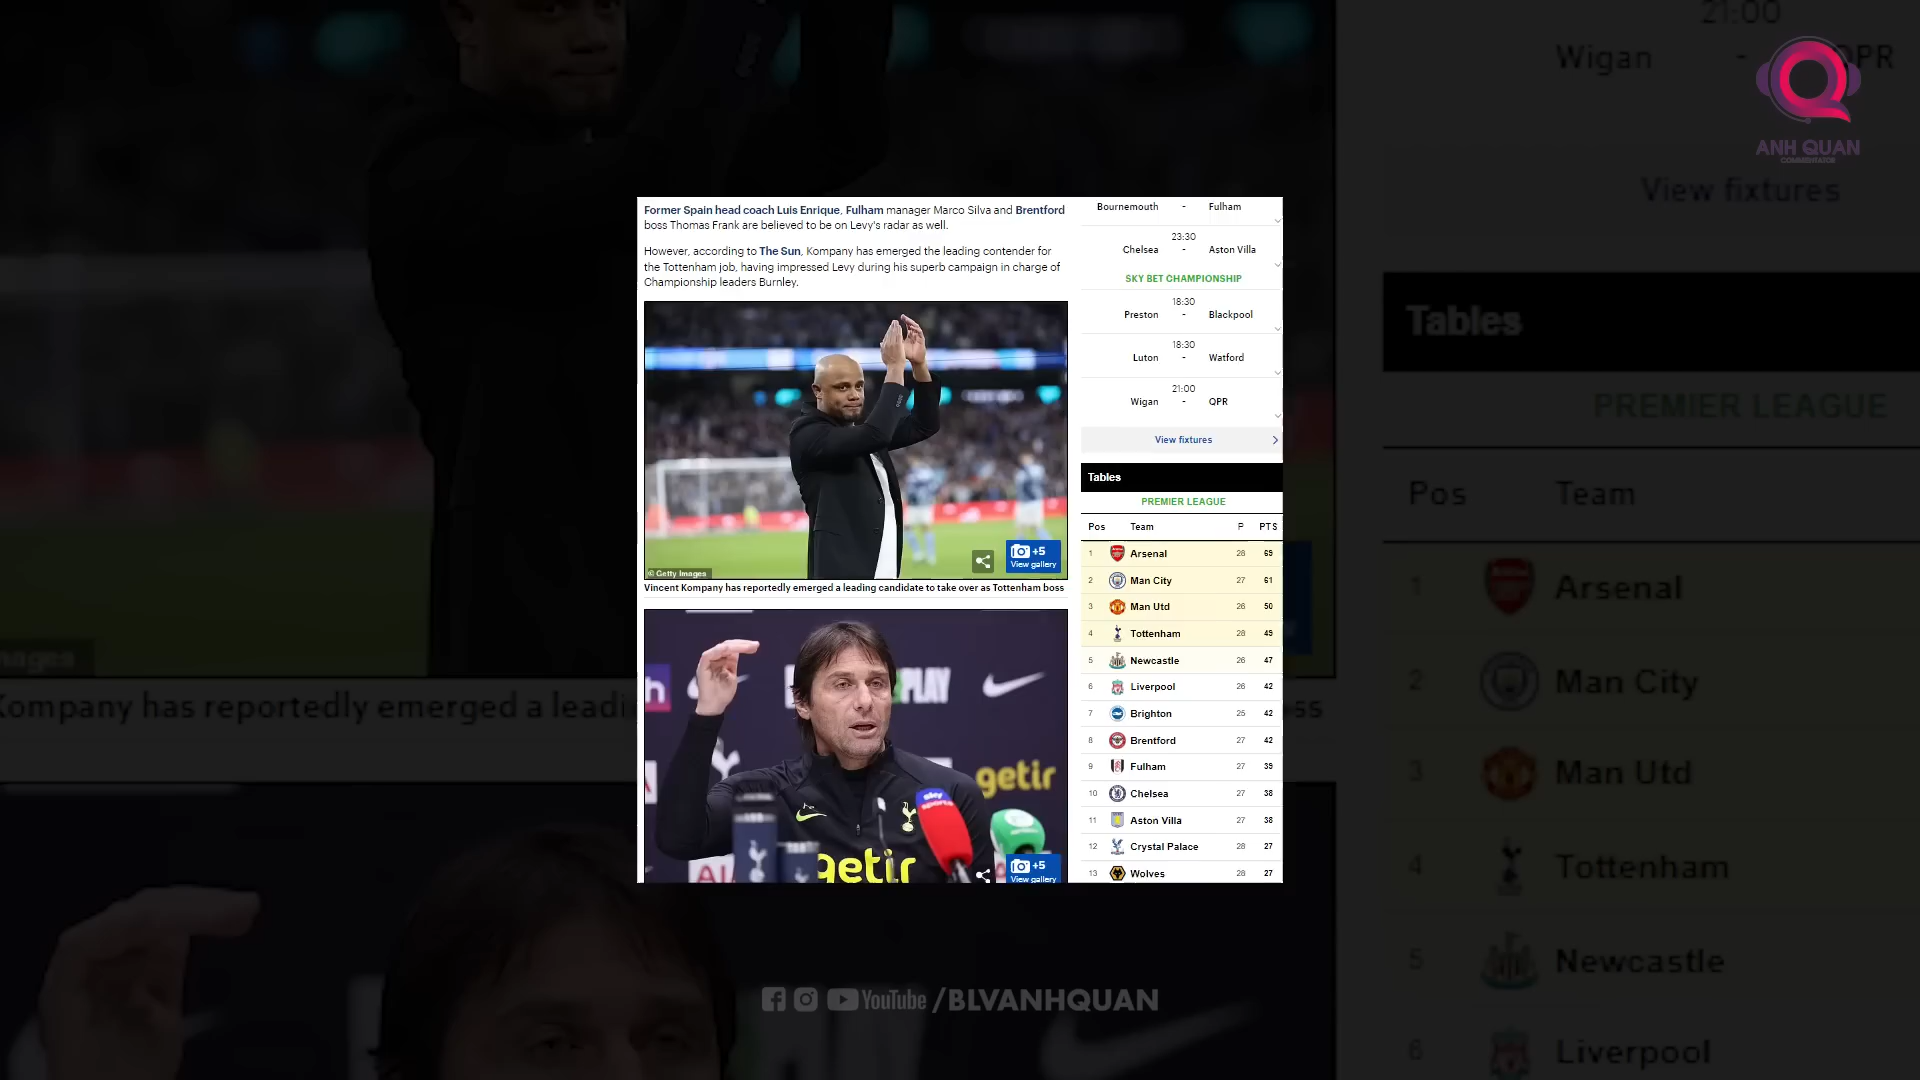 21:00
Wigan - QPR
ANH QUAN
COMMENTATOR
View fixtures
Former Spain head coach Luis Enrique, Fulham manager Marco Silva and Brentford
boss Thomas Frank are believed to be on Levy's radar as well.
However, according to The Sun, Kompany has emerged the leading contender for
the Tottenham job, having impressed Levy during his superb campaign in charge of
Championship leaders Burnley.
© Getty Images
+5
View gallery
Vincent Kompany has reportedly emerged a leading candidate to take over as Tottenham boss
PLAY
getir
sky
sports
AL
getir
+5
View gallery
Bournemouth - Fulham
23:30
Chelsea - Aston Villa
SKY BET CHAMPIONSHIP
18:30
Preston - Blackpool
18:30
Luton - Watford
21:00
Wigan - QPR
View fixtures
Tables
PREMIER LEAGUE
Pos Team P PTS
1 Arsenal 28 69
2 Man City 27 61
3 Man Utd 26 50
4 Tottenham 28 49
5 Newcastle 26 47
6 Liverpool 26 42
7 Brighton 25 42
8 Brentford 27 42
9 Fulham 27 39
10 Chelsea 27 38
11 Aston Villa 27 38
12 Crystal Palace 28 27
13 Wolves 28 27
Tables
PREMIER LEAGUE
Pos Team
1 Arsenal
2 Man City
3 Man Utd
4 Tottenham
5 Newcastle
6 Liverpool
mages
Kompany has reportedly emerged a leadi
ss
YouTube /BLVANHQUAN